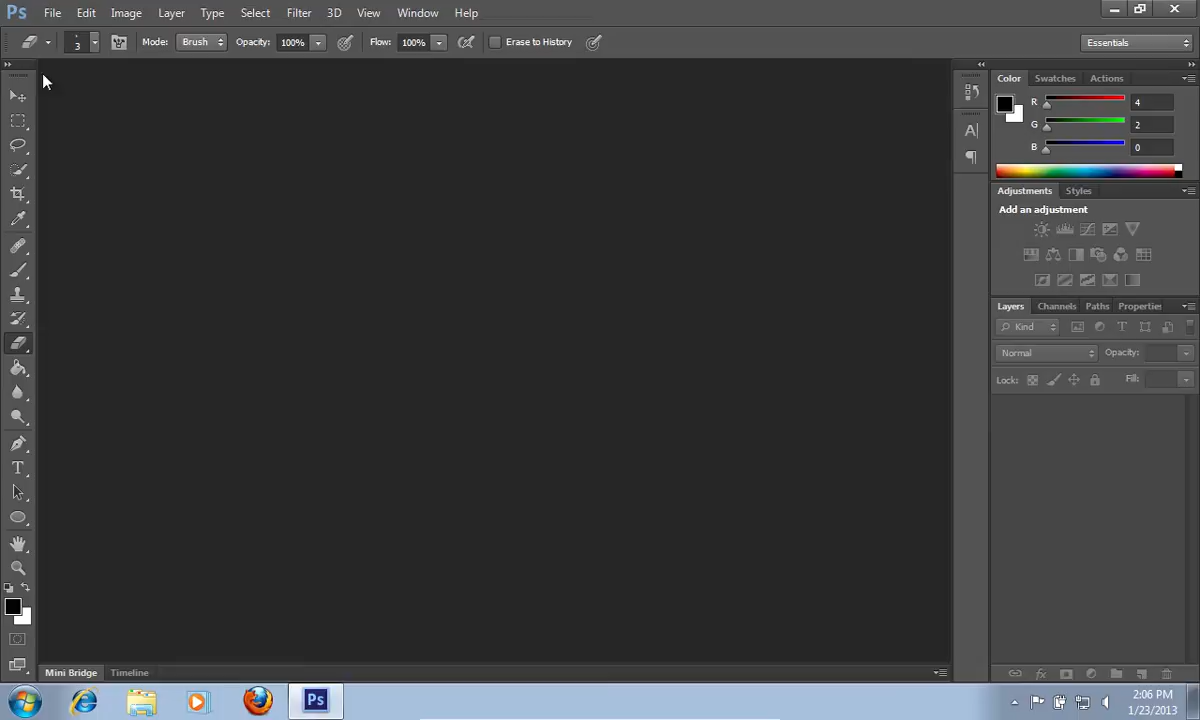 Ps File Edit Image Layer Type Select Filter 3D View Window Help
3 Mode: Brush Opacity: 100% Flow: 100% Erase to History Essentials
Color Swatches Actions
R 4
G 2
B 0
Adjustments Styles
Add an adjustment
Layers Channels Paths Properties
Kind
Normal Opacity:
Lock: Fill:
A
T
Mini Bridge Timeline
Ps
2:06 PM
1/23/2013